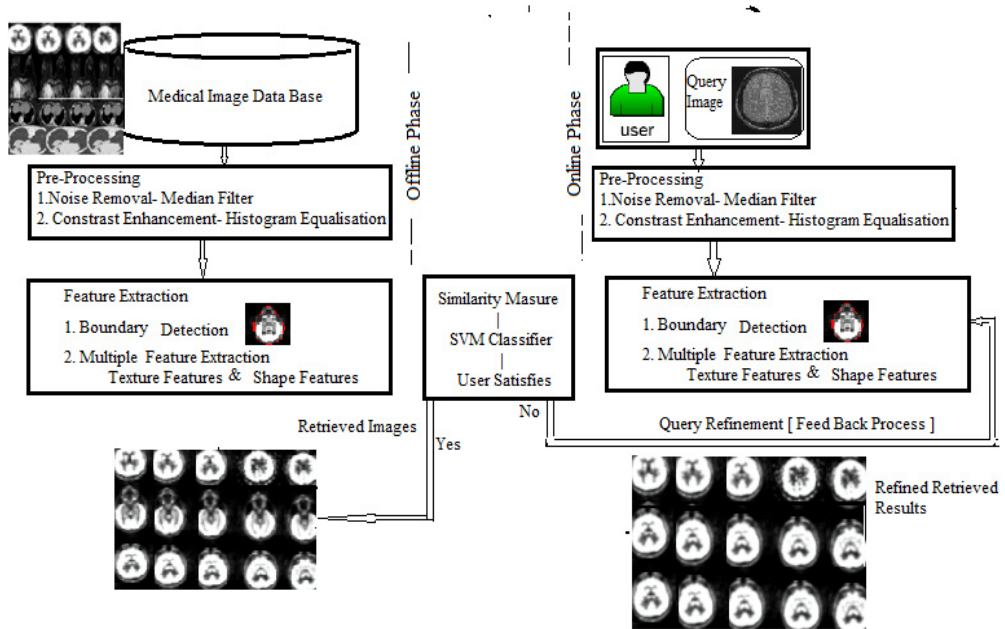 Medical Image Data Base
Offline Phase
Online Phase
Query
Image
user
Pre-Processing
1.Noise Removal- Median Filter
2. Constrast Enhancement- Histogram Equalisation
Pre-Processing
1.Noise Removal- Median Filter
2. Constrast Enhancement- Histogram Equalisation
Feature Extraction
1. Boundary Detection
2. Multiple Feature Extraction
Texture Features & Shape Features
Similarity Masure
SVM Classifier
User Satisfies
Feature Extraction
1. Boundary Detection
2. Multiple Feature Extraction
Texture Features & Shape Features
No
Yes
Retrieved Images
Query Refinement [ Feed Back Process ]
Refined Retrieved
Results